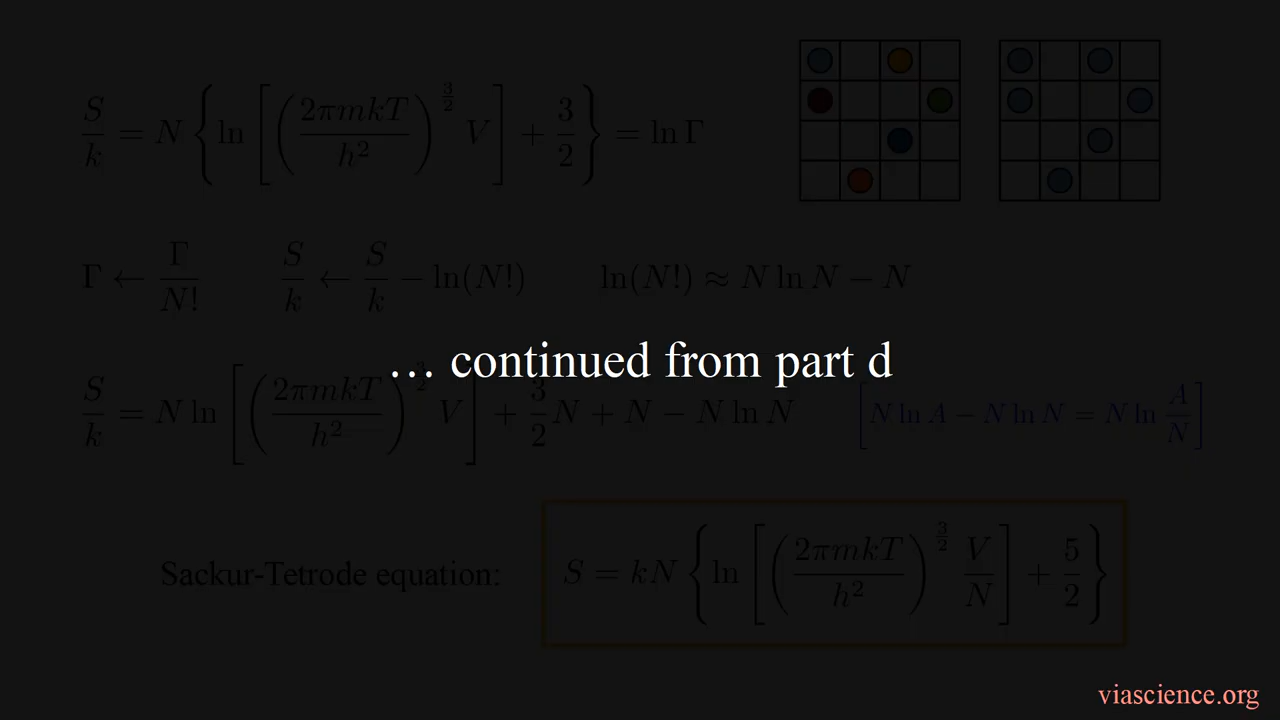 S/k = N { ln [ (2πmkT/h²)^(3/2) V ] + 3/2 } = ln Γ
Γ ← Γ/N!   S/k ← S/k − ln(N!)   ln(N!) ≈ N ln N − N
… continued from part d
S/k = N ln [ (2πmkT/h²)^(3/2) V ] + 3/2 N + N − N ln N   [ N ln A − N ln N = N ln A/N ]
Sackur-Tetrode equation: S = kN { ln [ (2πmkT/h²)^(3/2) V/N ] + 5/2 }
viascience.org